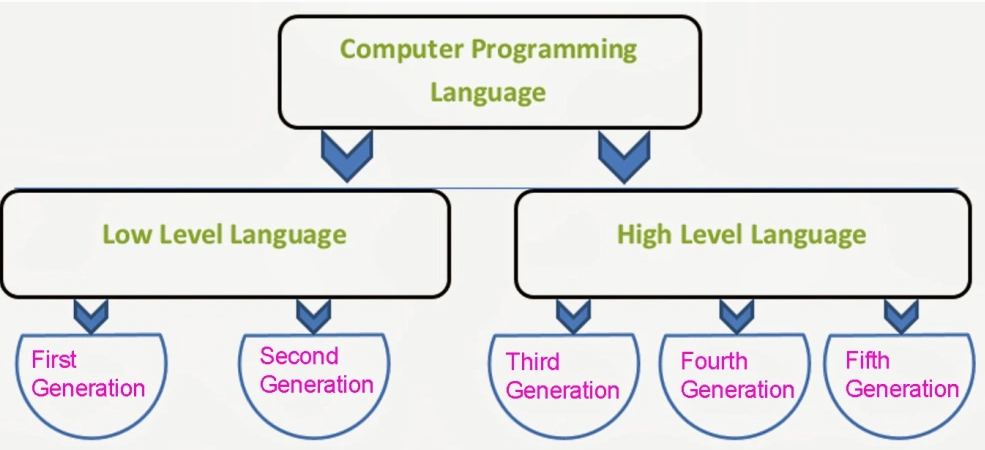 Computer Programming
Language
Low Level Language
High Level Language
First
Generation
Second
Generation
Third
Generation
Fourth
Generation
Fifth
Generation